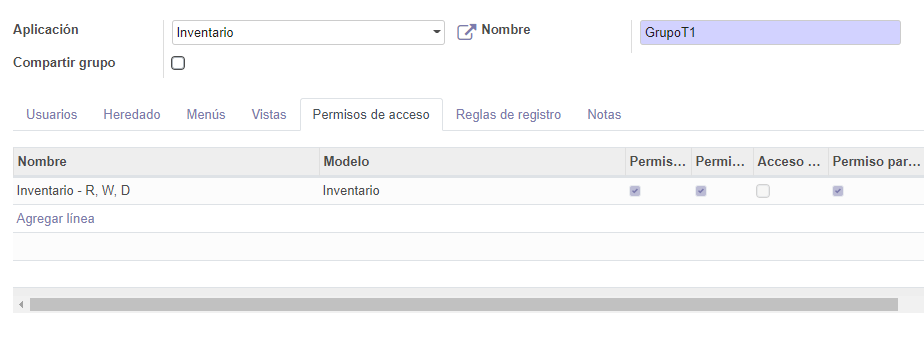 Aplicación Inventario Nombre GrupoT1
Compartir grupo
Usuarios Heredado Menús Vistas Permisos de acceso Reglas de registro Notas
Nombre Modelo Permis... Permi... Acceso ... Permiso par...
Inventario - R, W, D Inventario
Agregar línea